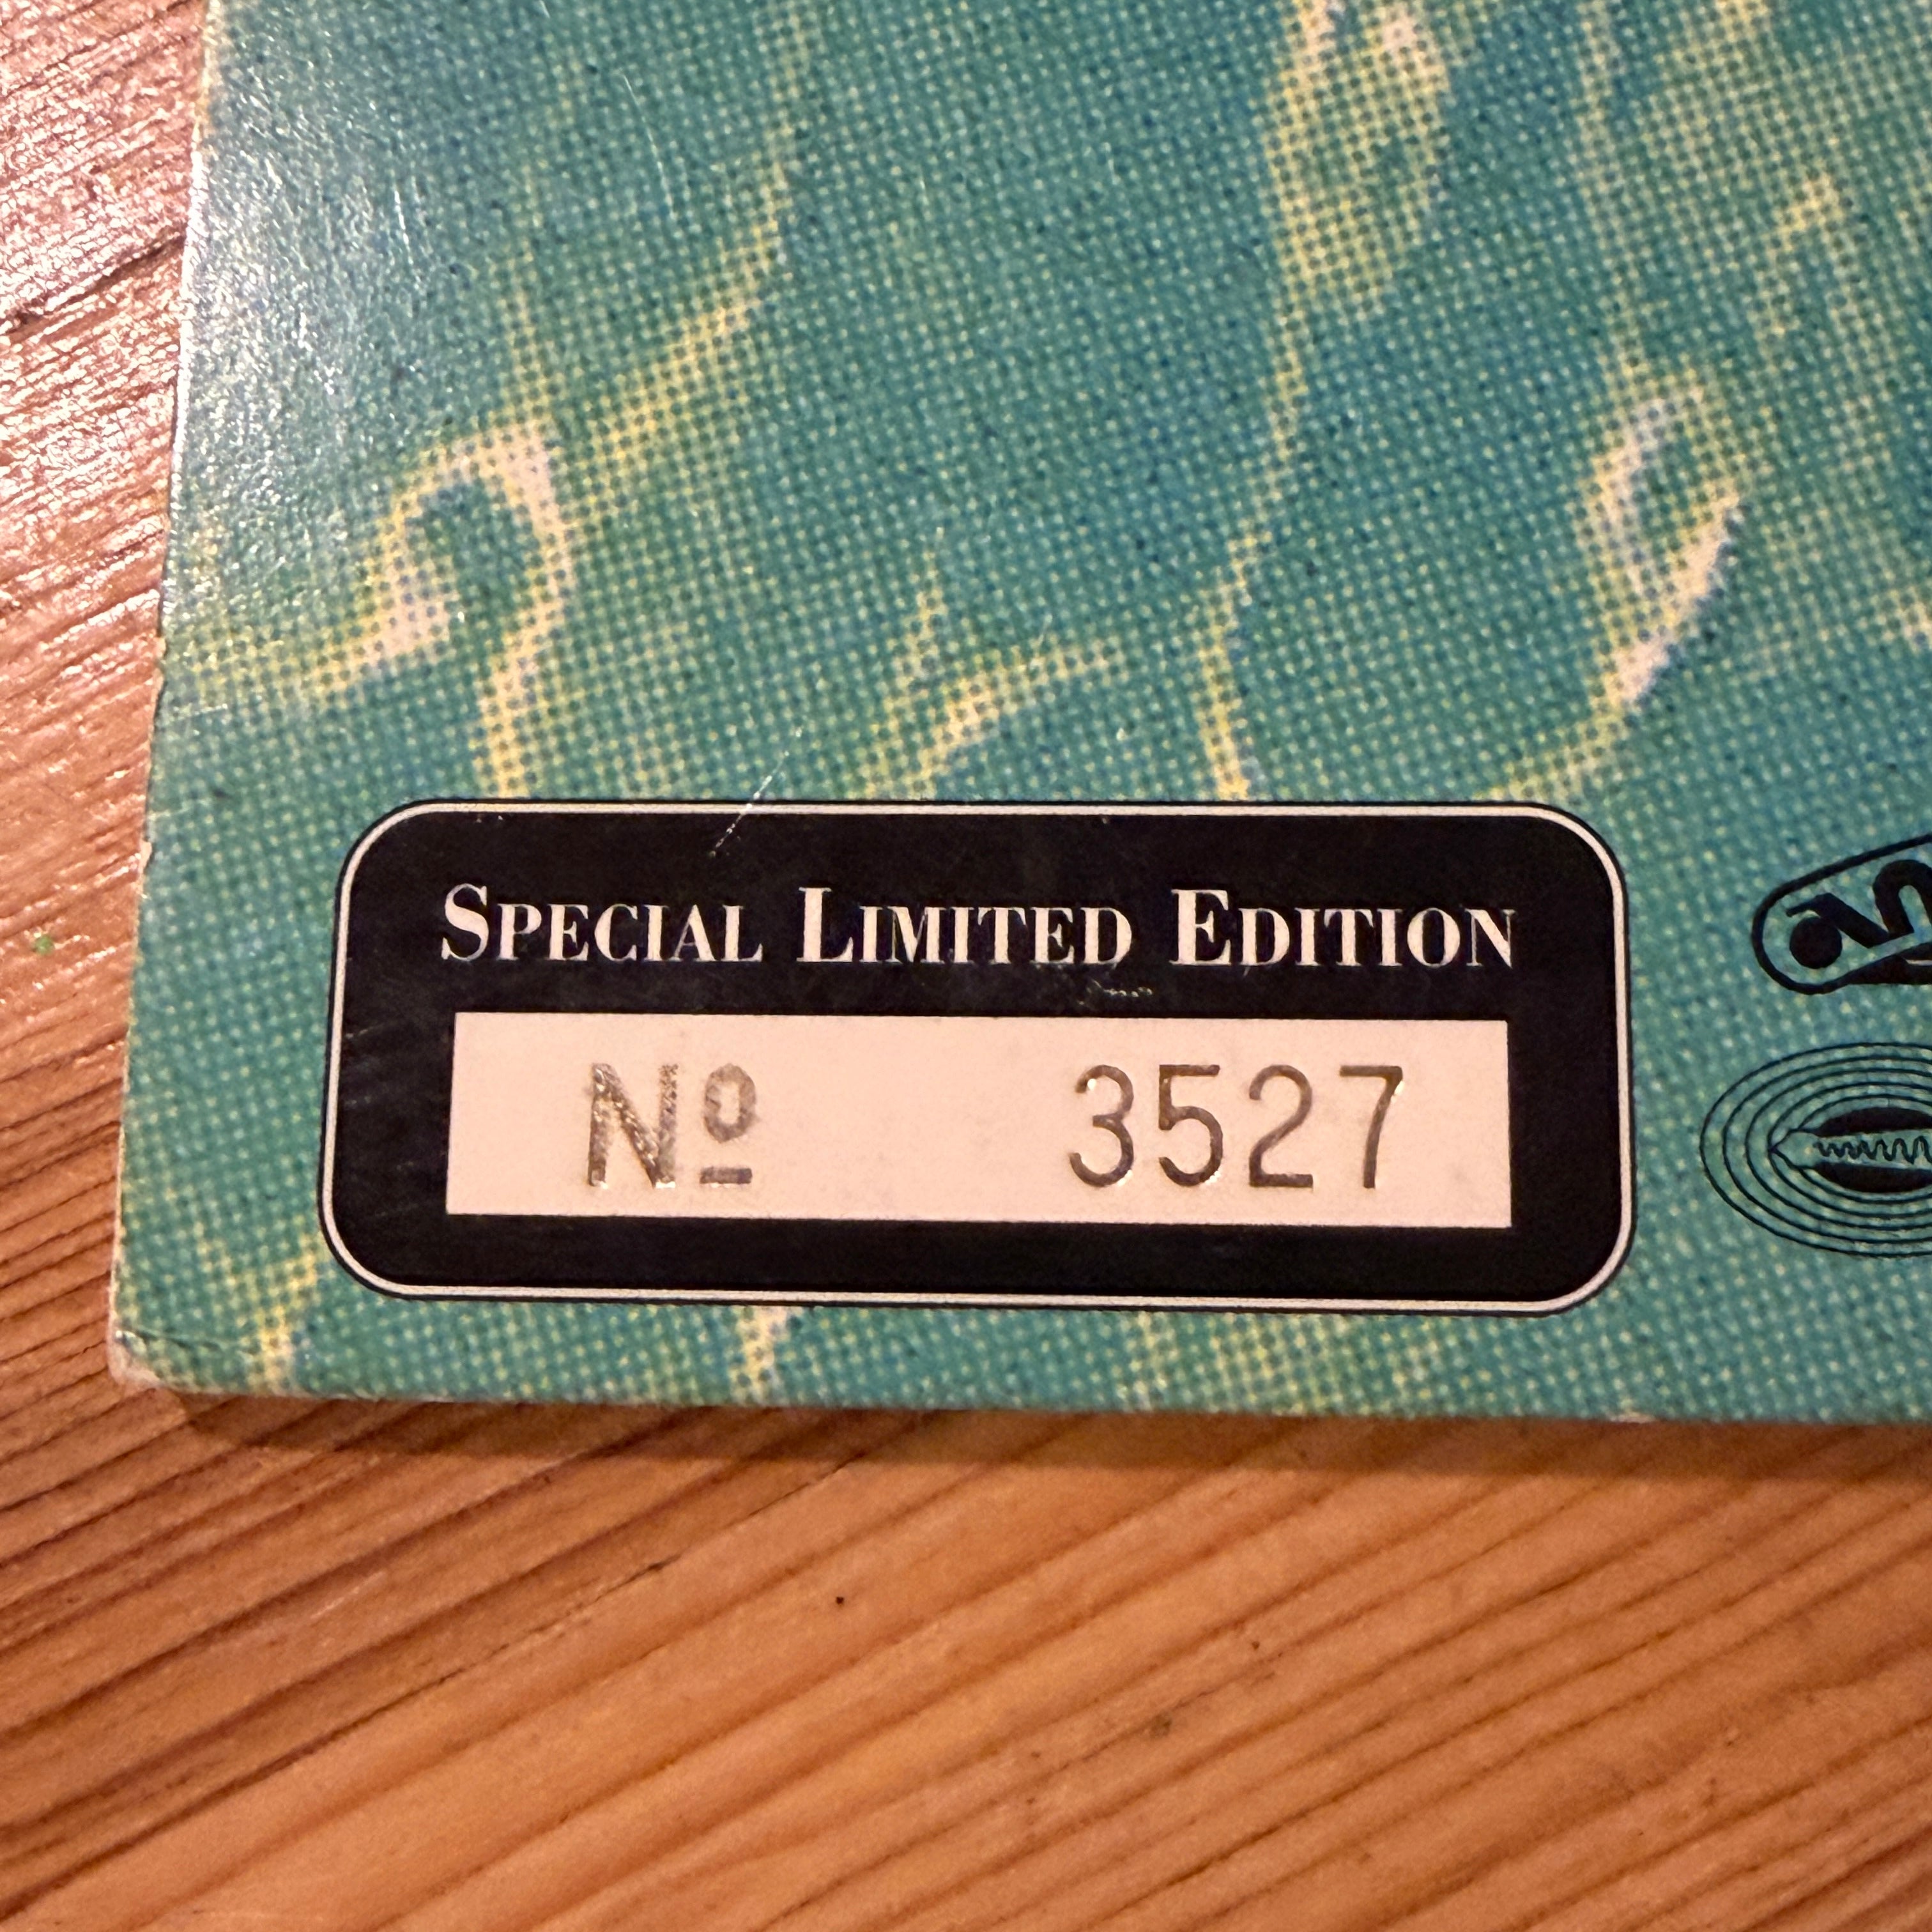 SPECIAL LIMITED EDITION
Nº 3527